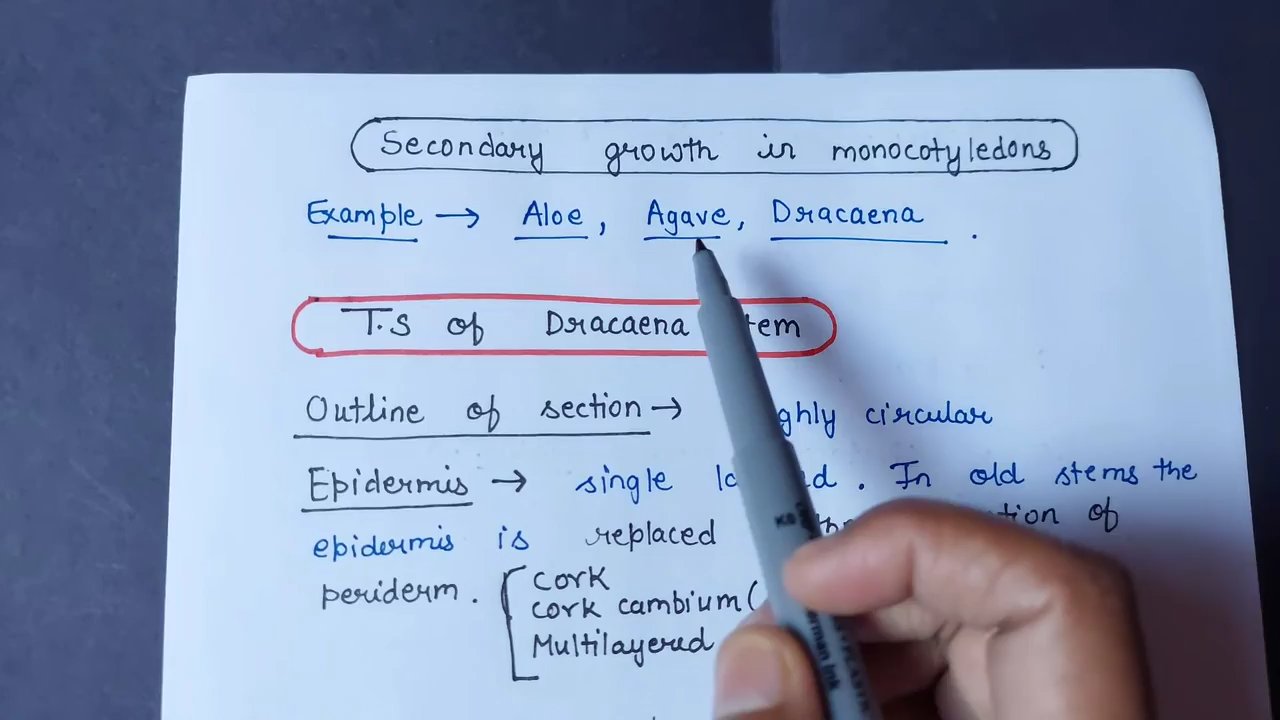 Secondary growth in monocotyledons
Example → Aloe, Agave, Dracaena .
T.S of Dracaena tem
Outline of section → ghly circular
Epidermis → single . In old stems the
epidermis is replaced of
periderm . cork
cork cambium (
Multilayered